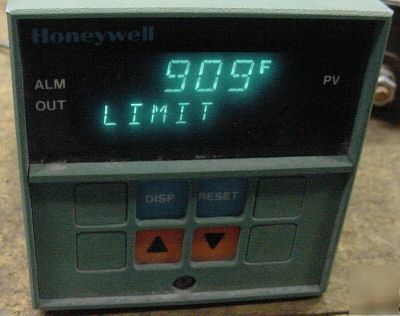 Honeywell
909F
ALM
PV
OUT
LIMIT
DISP RESET